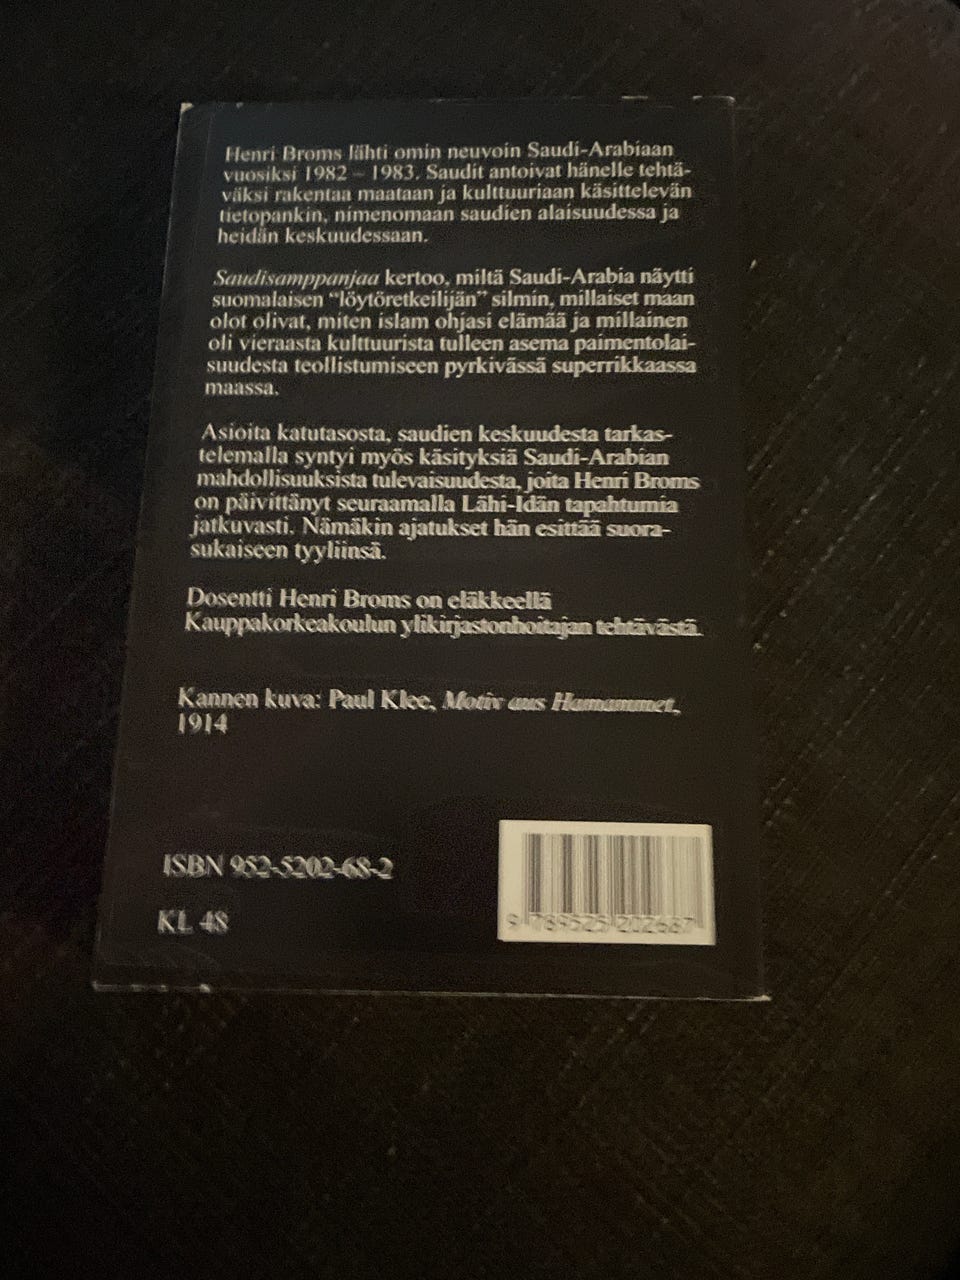 Henri Broms lähti omin neuvoin Saudi-Arabiaan
vuosiksi 1982 – 1983. Saudit antoivat hänelle tehtä-
väksi rakentaa maataan ja kulttuuriaan käsittelevän
tietopankin, nimenomaan saudien alaisuudessa ja
heidän keskuudessaan.
Saudisamppanjaa kertoo, miltä Saudi-Arabia näytti
suomalaisen "löytöretkeilijän" silmin, millaiset maan
olot olivat, miten islam ohjasi elämää ja millainen
oli vieraasta kulttuurista tulleen asema paimentolai-
suudesta teollistumiseen pyrkivässä superrikkaassa
maassa.
Asioita katutasosta, saudien keskuudesta tarkas-
telemalla syntyi myös käsityksiä Saudi-Arabian
mahdollisuuksista tulevaisuudesta, joita Henri Broms
on päivittänyt seuraamalla Lähi-Idän tapahtumia
jatkuvasti. Nämäkin ajatukset hän esittää suora-
sukaiseen tyyliinsä.
Dosentti Henri Broms on eläkkeellä
Kauppakorkeakoulun ylikirjastonhoitajan tehtävästä.
Kannen kuva: Paul Klee, Motiv aus Hamammet,
1914
ISBN 952-5202-68-2
KL 48
9 789525 202687